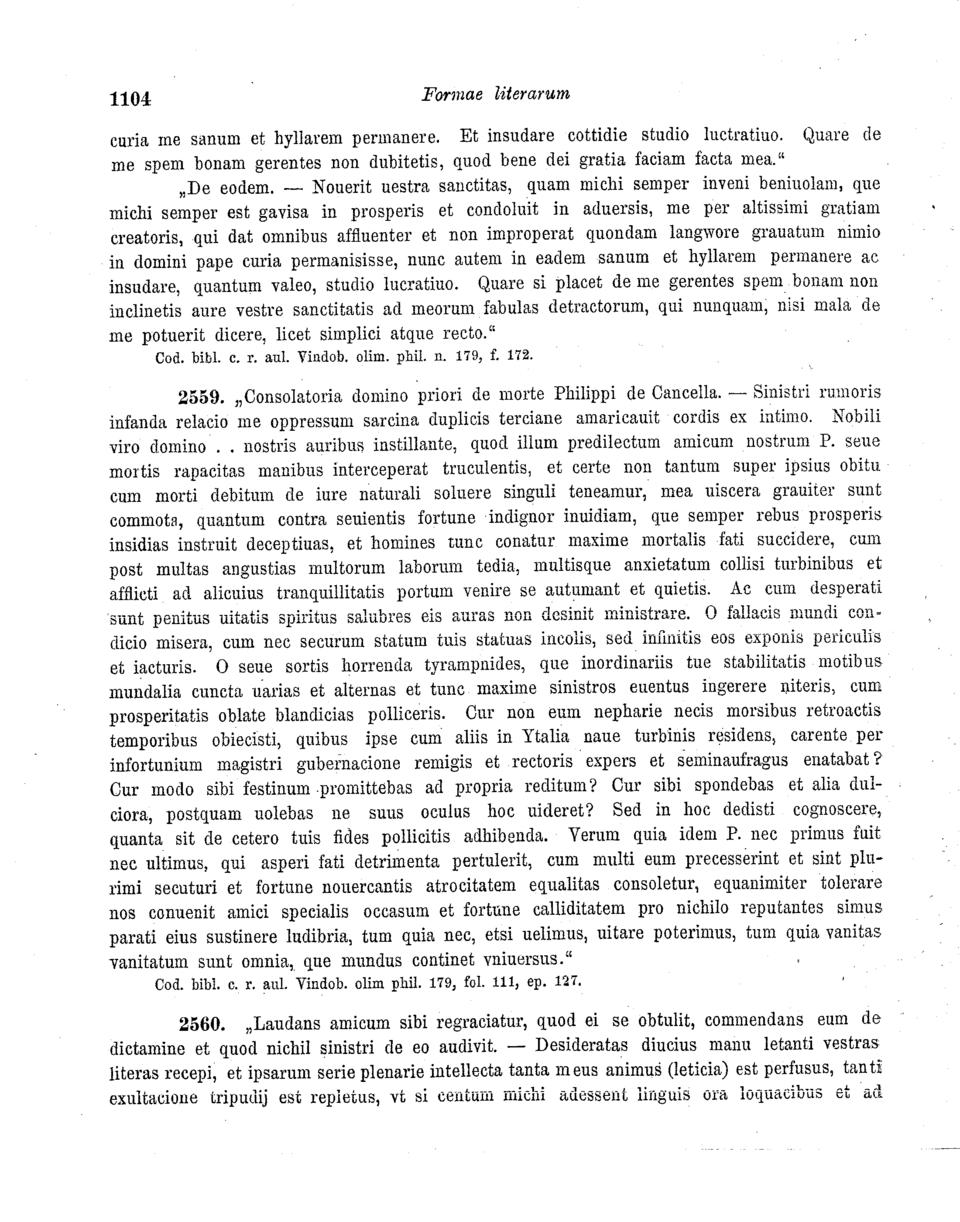 1104 Formae literarum
curia me sanum et hyllarem permanere. Et insudare cottidie studio luctratiuo. Quare de
me spem bonam gerentes non dubitetis, quod bene dei gratia faciam facta mea.“
„De eodem. — Nouerit uestra sanctitas, quam michi semper inveni beniuolam, que
michi semper est gavisa in prosperis et condoluit in aduersis, me per altissimi gratiam
creatoris, qui dat omnibus affluenter et non improperat quondam langwore grauatum nimio
in domini pape curia permanisisse, nunc autem in eadem sanum et hyllarem permanere ac
insudare, quantum valeo, studio lucratiuo. Quare si placet de me gerentes spem bonam non
inclinetis aure vestre sanctitatis ad meorum fabulas detractorum, qui nunquam, nisi mala de
me potuerit dicere, licet simplici atque recto.“
Cod. bibl. c. r. aul. Vindob. olim. phil. n. 179, f. 172.
2559. „Consolatoria domino priori de morte Philippi de Cancella. — Sinistri rumoris
infanda relacio me oppressum sarcina duplicis terciane amaricauit cordis ex intimo. Nobili
viro domino . . nostris auribus instillante, quod illum predilectum amicum nostrum P. seue
mortis rapacitas manibus interceperat truculentis, et certe non tantum super ipsius obitu
cum morti debitum de iure naturali soluere singuli teneamur, mea uiscera grauiter sunt
commota, quantum contra seuientis fortune indignor inuidiam, que semper rebus prosperis
insidias instruit deceptiuas, et homines tunc conatur maxime mortalis fati succidere, cum
post multas angustias multorum laborum tedia, multisque anxietatum collisi turbinibus et
afflicti ad alicuius tranquillitatis portum venire se autumant et quietis. Ac cum desperati
sunt penitus uitatis spiritus salubres eis auras non desinit ministrare. O fallacis mundi con-
dicio misera, cum nec securum statum tuis statuas incolis, sed infinitis eos exponis periculis
et iacturis. O seue sortis horrenda tyrampnides, que inordinariis tue stabilitatis motibus
mundalia cuncta uarias et alternas et tunc maxime sinistros euentus ingerere niteris, cum
prosperitatis oblate blandicias polliceris. Cur non eum nepharie necis morsibus retroactis
temporibus obiecisti, quibus ipse cum aliis in Ytalia naue turbinis residens, carente per
infortunium magistri gubernacione remigis et rectoris expers et seminaufragus enatabat?
Cur modo sibi festinum promittebas ad propria reditum? Cur sibi spondebas et alia dul-
ciora, postquam uolebas ne suus oculus hoc uideret? Sed in hoc dedisti cognoscere,
quanta sit de cetero tuis fides pollicitis adhibenda. Verum quia idem P. nec primus fuit
nec ultimus, qui asperi fati detrimenta pertulerit, cum multi eum precesserint et sint plu-
rimi secuturi et fortune nouercantis atrocitatem equalitas consoletur, equanimiter tolerare
nos conuenit amici specialis occasum et fortune calliditatem pro nichilo reputantes simus
parati eius sustinere ludibria, tum quia nec, etsi uelimus, uitare poterimus, tum quia vanitas
vanitatum sunt omnia, que mundus continet vniuersus.“
Cod. bibl. c. r. aul. Vindob. olim phil. 179, fol. 111, ep. 127.
2560. „Laudans amicum sibi regraciatur, quod ei se obtulit, commendans eum de
dictamine et quod nichil sinistri de eo audivit. — Desideratas diucius manu letanti vestras
literas recepi, et ipsarum serie plenarie intellecta tanta meus animus (leticia) est perfusus, tanti
exultacione tripudij est repletus, vt si centum michi adessent linguis ora loquacibus et ad